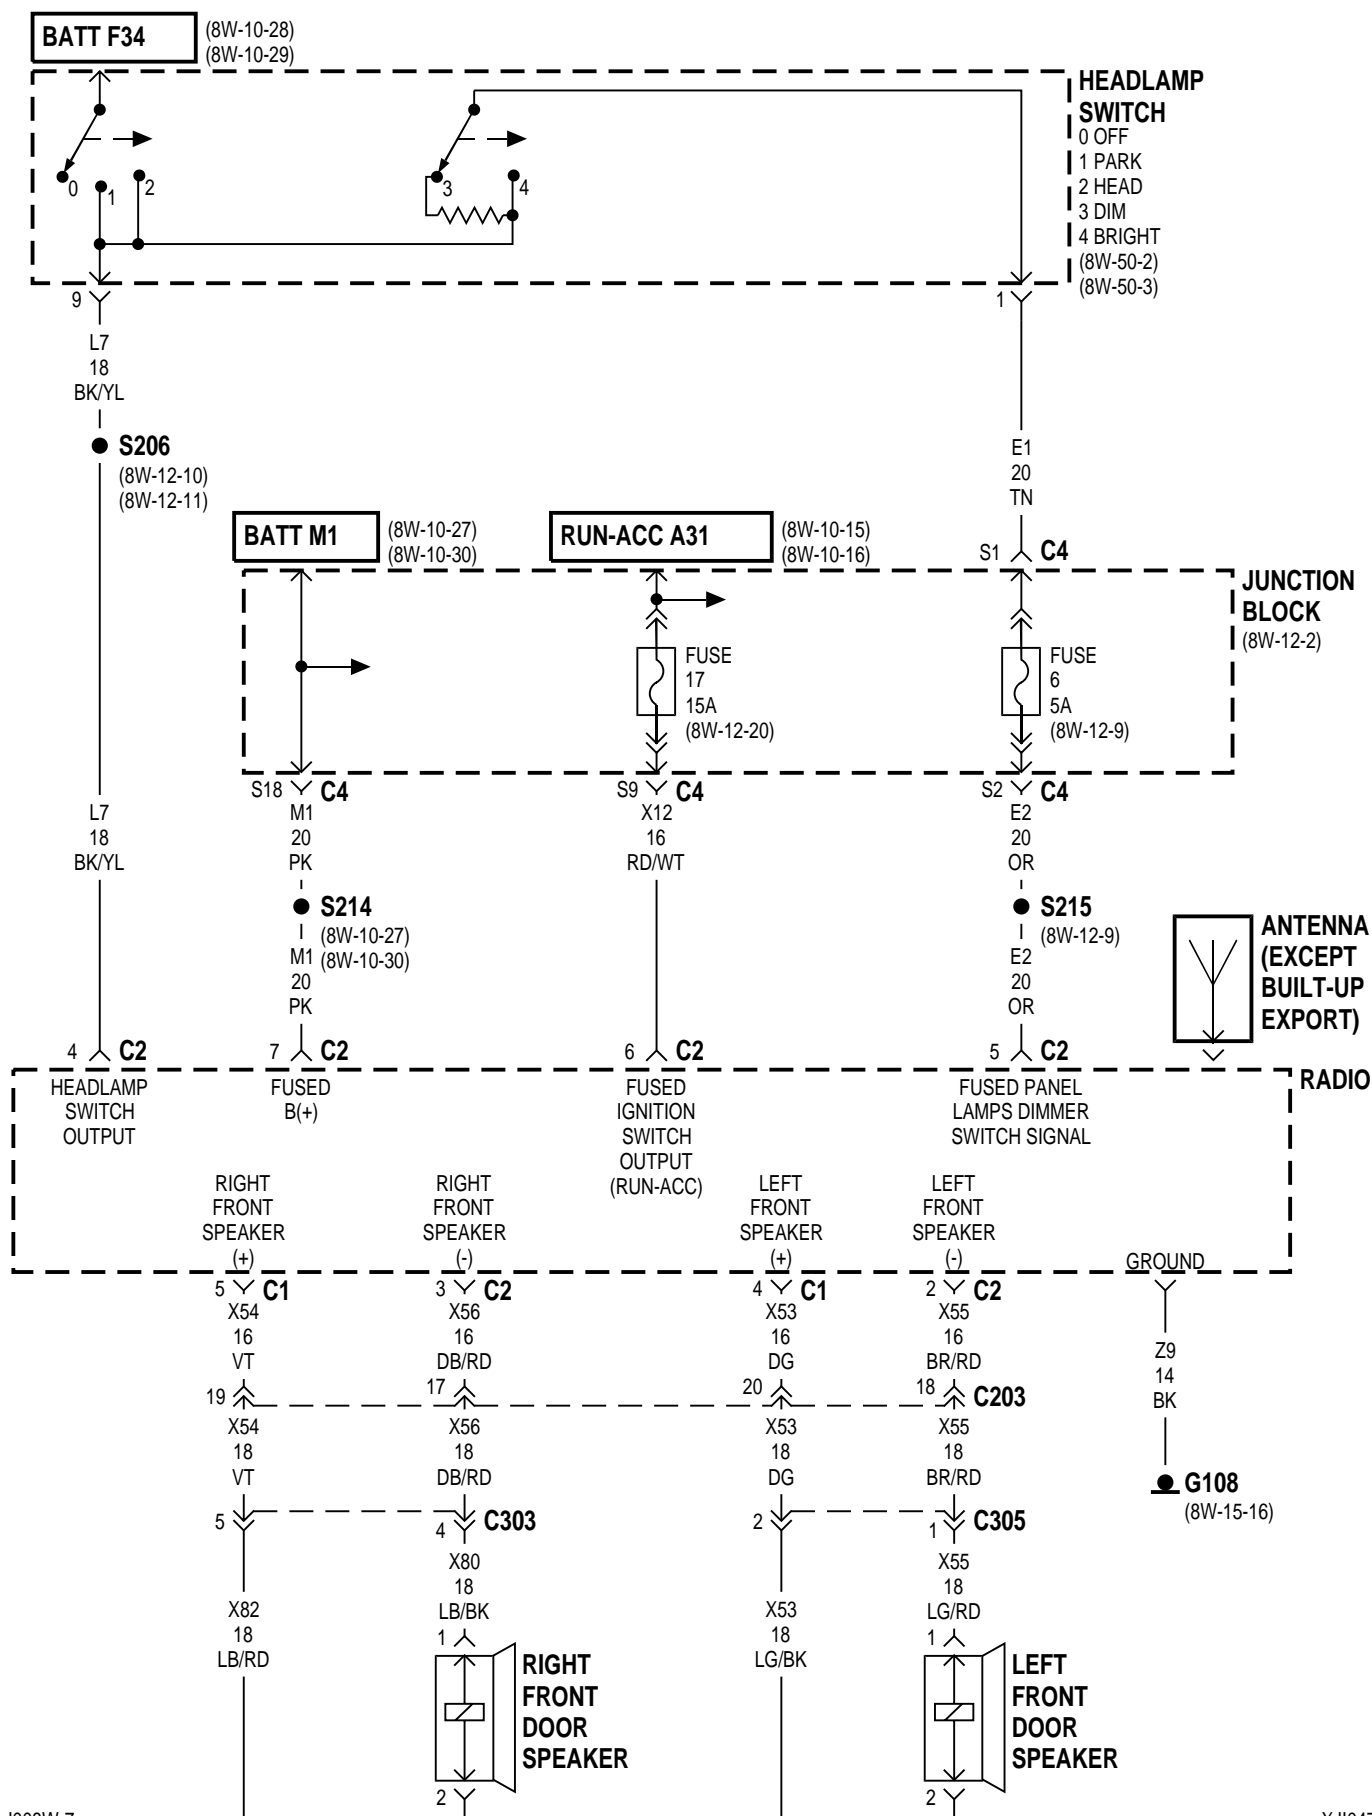 BATT F34
(8W-10-28)
(8W-10-29)
HEADLAMP
SWITCH
0 OFF
1 PARK
2 HEAD
3 DIM
4 BRIGHT
(8W-50-2)
(8W-50-3)
0
1
2
3
4
9
1
L7
18
BK/YL
S206
(8W-12-10)
(8W-12-11)
E1
20
TN
BATT M1
(8W-10-27)
(8W-10-30)
RUN-ACC A31
(8W-10-15)
(8W-10-16)
S1
C4
JUNCTION
BLOCK
(8W-12-2)
FUSE
17
15A
(8W-12-20)
FUSE
6
5A
(8W-12-9)
S18
C4
S9
C4
S2
C4
L7
18
BK/YL
M1
20
PK
X12
16
RD/WT
E2
20
OR
S214
(8W-10-27)
(8W-10-30)
S215
(8W-12-9)
M1
20
PK
E2
20
OR
ANTENNA
(EXCEPT
BUILT-UP
EXPORT)
4
C2
7
C2
6
C2
5
C2
RADIO
HEADLAMP
SWITCH
OUTPUT
FUSED
B(+)
FUSED
IGNITION
SWITCH
OUTPUT
(RUN-ACC)
FUSED PANEL
LAMPS DIMMER
SWITCH SIGNAL
RIGHT
FRONT
SPEAKER
(+)
RIGHT
FRONT
SPEAKER
(-)
LEFT
FRONT
SPEAKER
(+)
LEFT
FRONT
SPEAKER
(-)
GROUND
5
C1
3
C2
4
C1
2
C2
X54
16
VT
X56
16
DB/RD
X53
16
DG
X55
16
BR/RD
Z9
14
BK
19
17
20
18
C203
X54
18
VT
X56
18
DB/RD
X53
18
DG
X55
18
BR/RD
G108
(8W-15-16)
5
4
C303
2
1
C305
X82
18
LB/RD
X80
18
LB/BK
X53
18
LG/BK
X55
18
LG/RD
1
RIGHT
FRONT
DOOR
SPEAKER
2
1
LEFT
FRONT
DOOR
SPEAKER
2